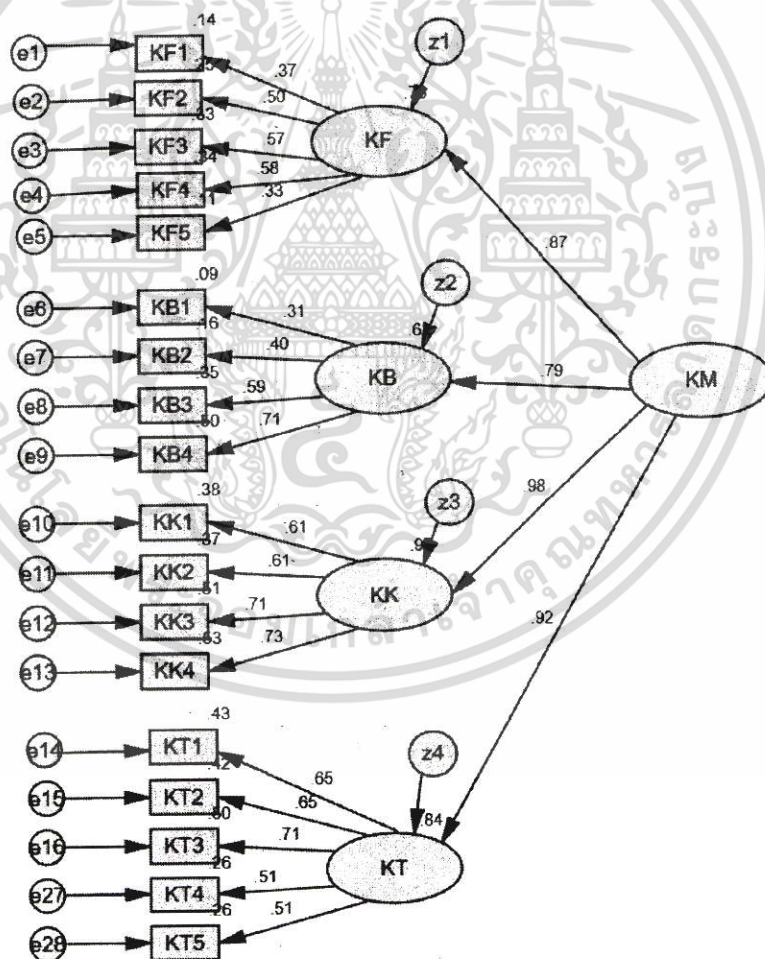 .14
e1 KF1
.25
.37
z1
e2 KF2
.33
.50
KF
e3 KF3
.34
.57
e4 KF4
.11
.58
e5 KF5
.33
.87
.09
e6 KB1
.16
.31
z2
e7 KB2
.35
.40
KB
.79
KM
e8 KB3
.50
.59
e9 KB4
.71
.38
e10 KK1
.37
.61
z3
.98
e11 KK2
.51
.61
KK
e12 KK3
.53
.71
e13 KK4
.73
.92
.43
e14 KT1
.42
.65
z4
e15 KT2
.50
.65
.84
e16 KT3
.26
.71
KT
e27 KT4
.26
.51
e28 KT5
.51